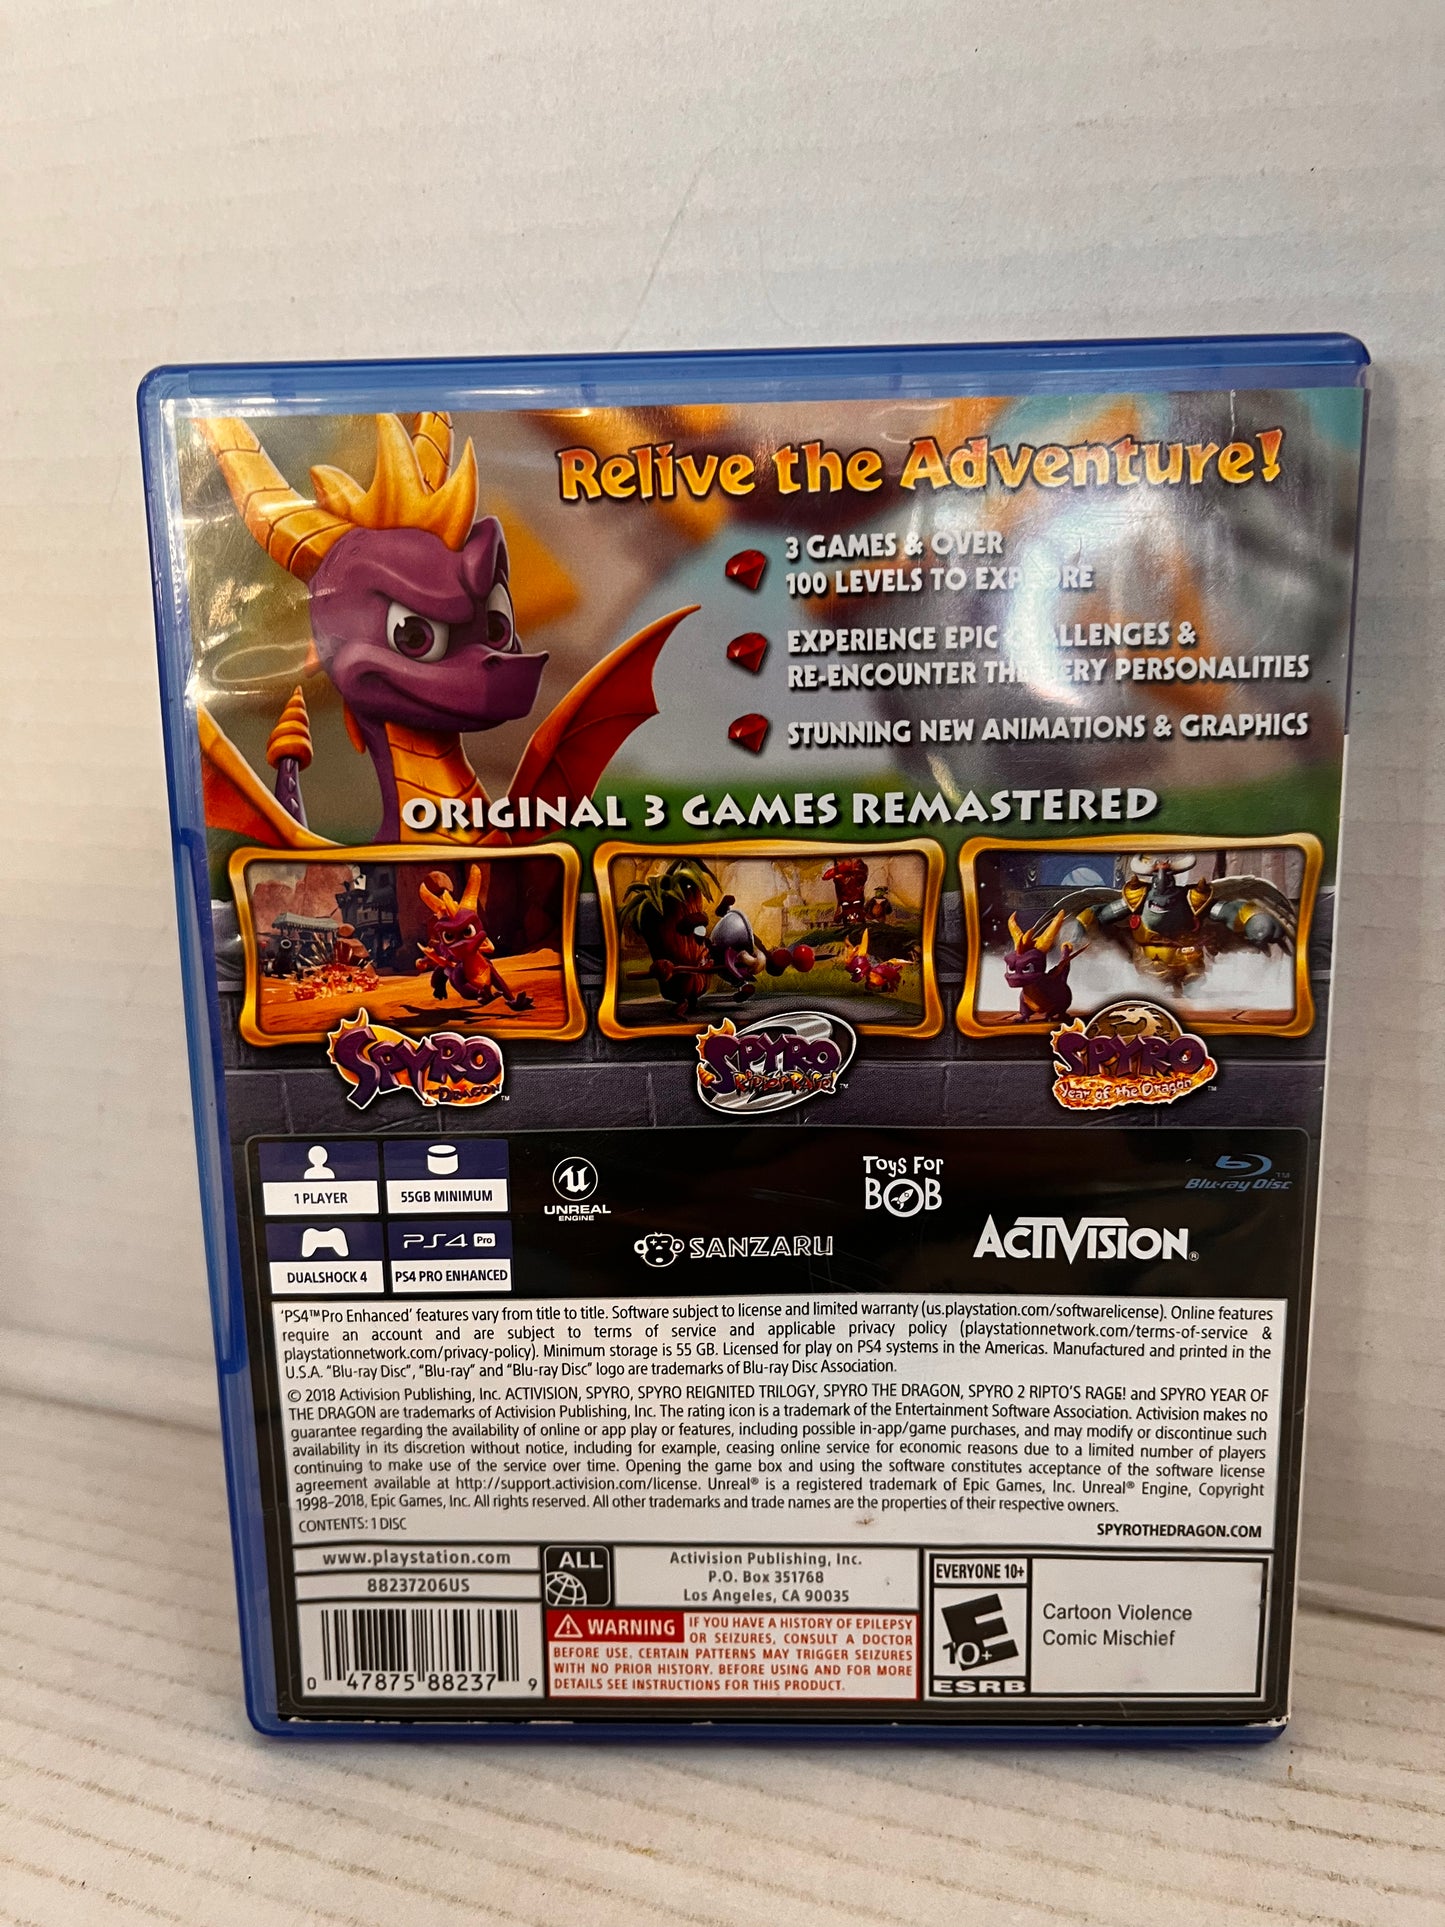 Relive the Adventure!
3 GAMES & OVER
100 LEVELS TO EXPLORE
EXPERIENCE EPIC CHALLENGES &
RE-ENCOUNTER THE FIERY PERSONALITIES
STUNNING NEW ANIMATIONS & GRAPHICS
ORIGINAL 3 GAMES REMASTERED
SPYRO THE DRAGON™
SPYRO 2 RIPTO'S RAGE!™
SPYRO Year of the Dragon™
1 PLAYER
55GB MINIMUM
DUALSHOCK 4
PS4 Pro
PS4 PRO ENHANCED
UNREAL
ENGINE
SANZARU
TOYS FOR
BOB
Blu-ray Disc™
ACTIVISION®
'PS4™Pro Enhanced' features vary from title to title. Software subject to license and limited warranty (us.playstation.com/softwarelicense). Online features
require an account and are subject to terms of service and applicable privacy policy (playstationnetwork.com/terms-of-service &
playstationnetwork.com/privacy-policy). Minimum storage is 55 GB. Licensed for play on PS4 systems in the Americas. Manufactured and printed in the
U.S.A. "Blu-ray Disc", "Blu-ray" and "Blu-ray Disc" logo are trademarks of Blu-ray Disc Association.
© 2018 Activision Publishing, Inc. ACTIVISION, SPYRO, SPYRO REIGNITED TRILOGY, SPYRO THE DRAGON, SPYRO 2 RIPTO'S RAGE! and SPYRO YEAR OF
THE DRAGON are trademarks of Activision Publishing, Inc. The rating icon is a trademark of the Entertainment Software Association. Activision makes no
guarantee regarding the availability of online or app play or features, including possible in-app/game purchases, and may modify or discontinue such
availability in its discretion without notice, including for example, ceasing online service for economic reasons due to a limited number of players
continuing to make use of the service over time. Opening the game box and using the software constitutes acceptance of the software license
agreement available at http://support.activision.com/license. Unreal® is a registered trademark of Epic Games, Inc. Unreal® Engine, Copyright
1998-2018, Epic Games, Inc. All rights reserved. All other trademarks and trade names are the properties of their respective owners.
CONTENTS: 1 DISC
SPYROTHEDRAGON.COM
www.playstation.com
88237206US
0 47875 88237 9
ALL
Activision Publishing, Inc.
P.O. Box 351768
Los Angeles, CA 90035
WARNING IF YOU HAVE A HISTORY OF EPILEPSY
OR SEIZURES, CONSULT A DOCTOR
BEFORE USE. CERTAIN PATTERNS MAY TRIGGER SEIZURES
WITH NO PRIOR HISTORY. BEFORE USING AND FOR MORE
DETAILS SEE INSTRUCTIONS FOR THIS PRODUCT.
EVERYONE 10+
E
10+
ESRB
Cartoon Violence
Comic Mischief